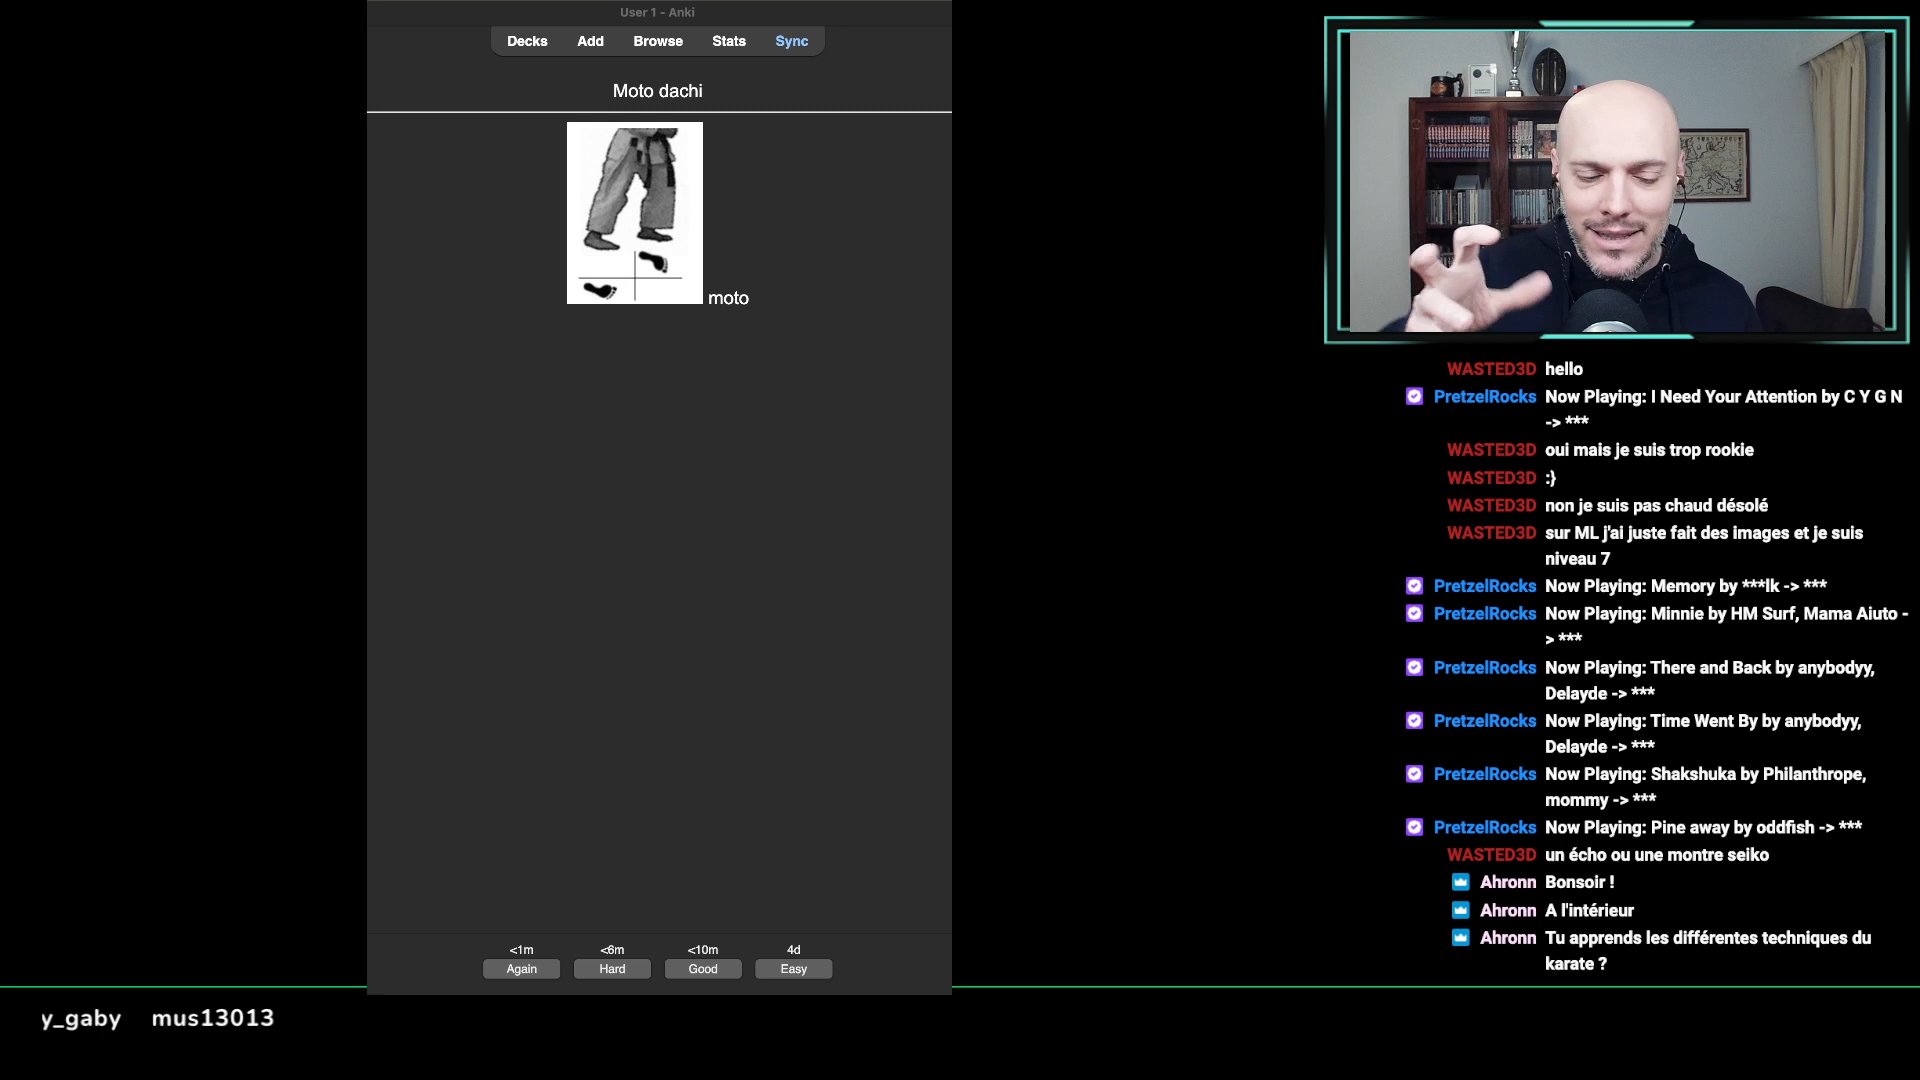 User 1 - Anki
Decks Add Browse Stats Sync
Moto dachi
moto
<1m <6m <10m 4d
Again Hard Good Easy
WASTED3D hello
PretzelRocks Now Playing: I Need Your Attention by C Y G N
-> ***
WASTED3D oui mais je suis trop rookie
WASTED3D :}
WASTED3D non je suis pas chaud désolé
WASTED3D sur ML j'ai juste fait des images et je suis
niveau 7
PretzelRocks Now Playing: Memory by ***lk -> ***
PretzelRocks Now Playing: Minnie by HM Surf, Mama Aiuto -
> ***
PretzelRocks Now Playing: There and Back by anybodyy,
Delayde -> ***
PretzelRocks Now Playing: Time Went By by anybodyy,
Delayde -> ***
PretzelRocks Now Playing: Shakshuka by Philanthrope,
mommy -> ***
PretzelRocks Now Playing: Pine away by oddfish -> ***
WASTED3D un écho ou une montre seiko
Ahronn Bonsoir !
Ahronn A l'intérieur
Ahronn Tu apprends les différentes techniques du
karate ?
y_gaby mus13013